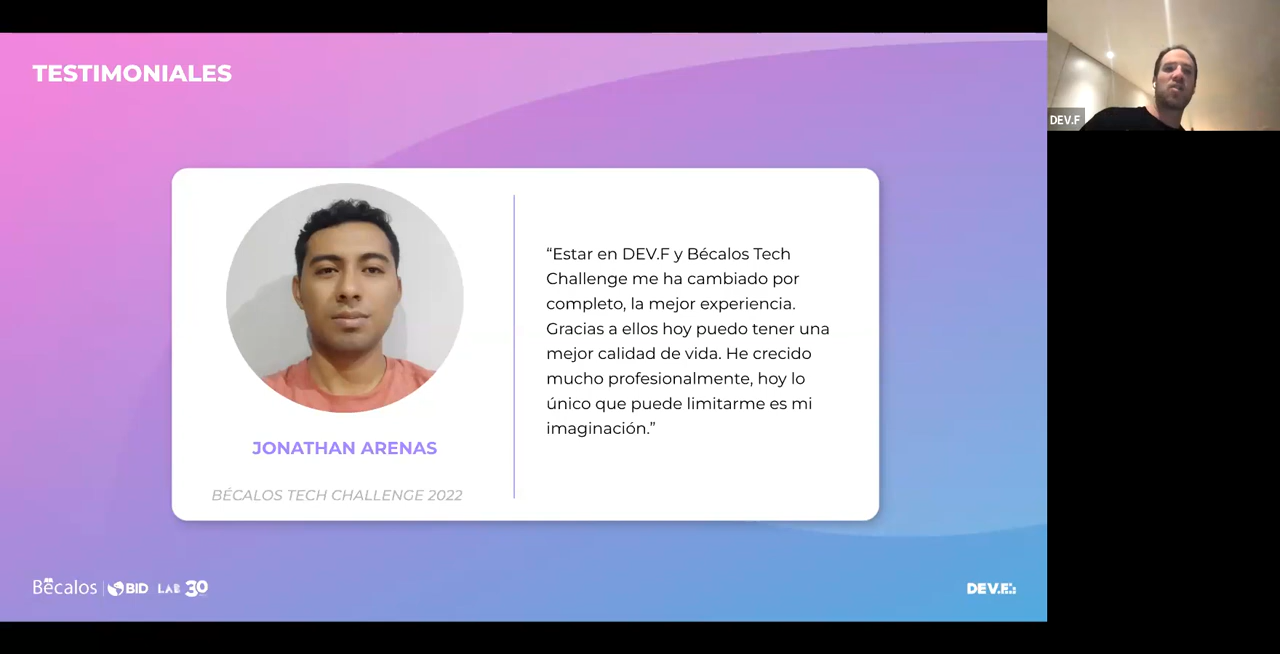 TESTIMONIALES
DEV.F
“Estar en DEV.F y Bécalos Tech
Challenge me ha cambiado por
completo, la mejor experiencia.
Gracias a ellos hoy puedo tener una
mejor calidad de vida. He crecido
mucho profesionalmente, hoy lo
único que puede limitarme es mi
imaginación.”
JONATHAN ARENAS
BÉCALOS TECH CHALLENGE 2022
Bécalos BID LAB 30
DEV.F.: